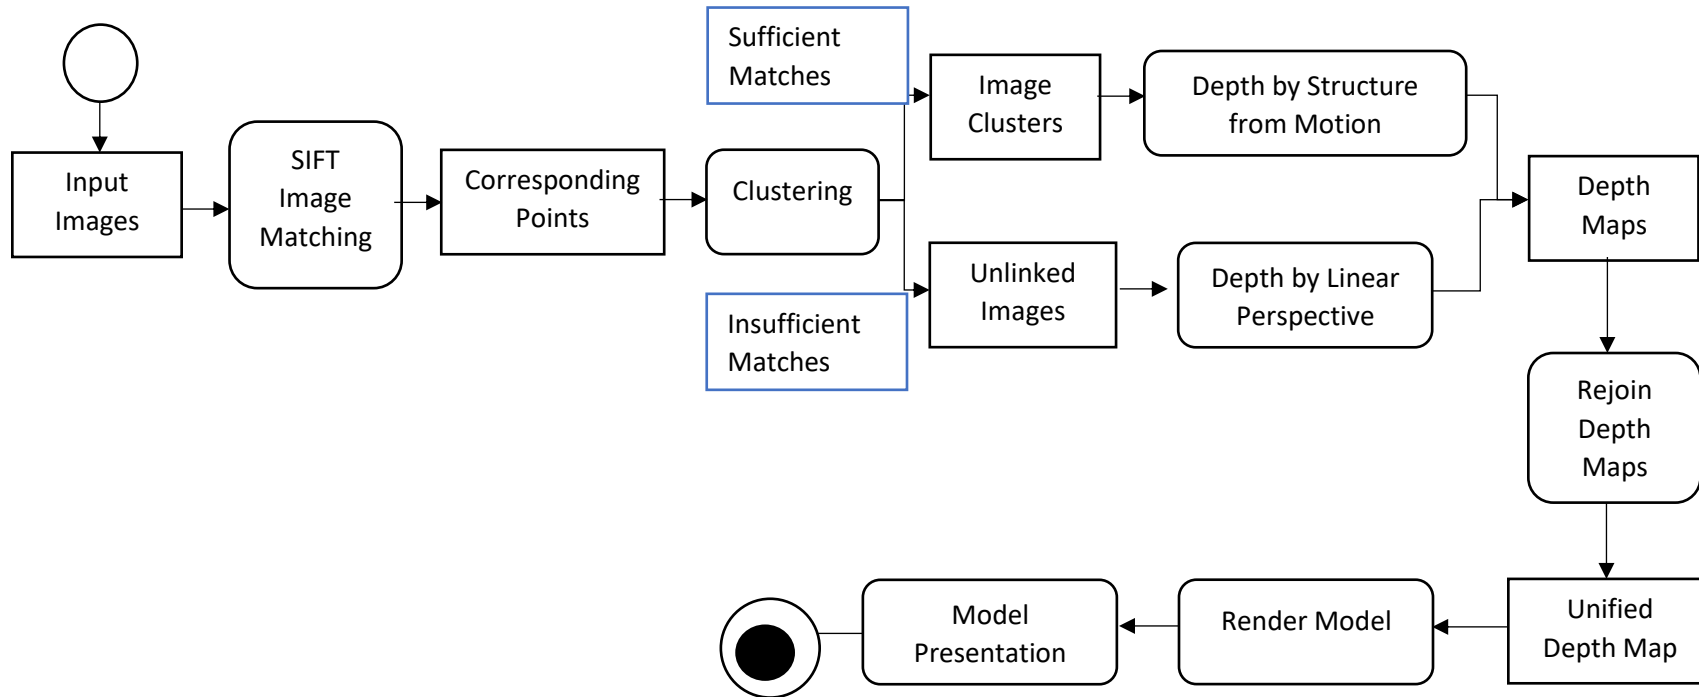 Sufficient
Matches
Image
Clusters
Depth by Structure
from Motion
Input
Images
SIFT
Image
Matching
Corresponding
Points
Clustering
Depth
Maps
Insufficient
Matches
Unlinked
Images
Depth by Linear
Perspective
Rejoin
Depth
Maps
Unified
Depth Map
Render Model
Model
Presentation